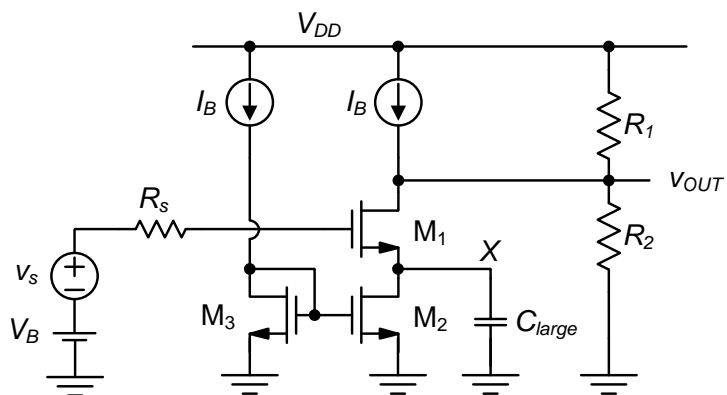 V_DD
I_B
I_B
R_1
v_OUT
R_s
M_1
R_2
X
v_s
M_3
M_2
C_large
V_B